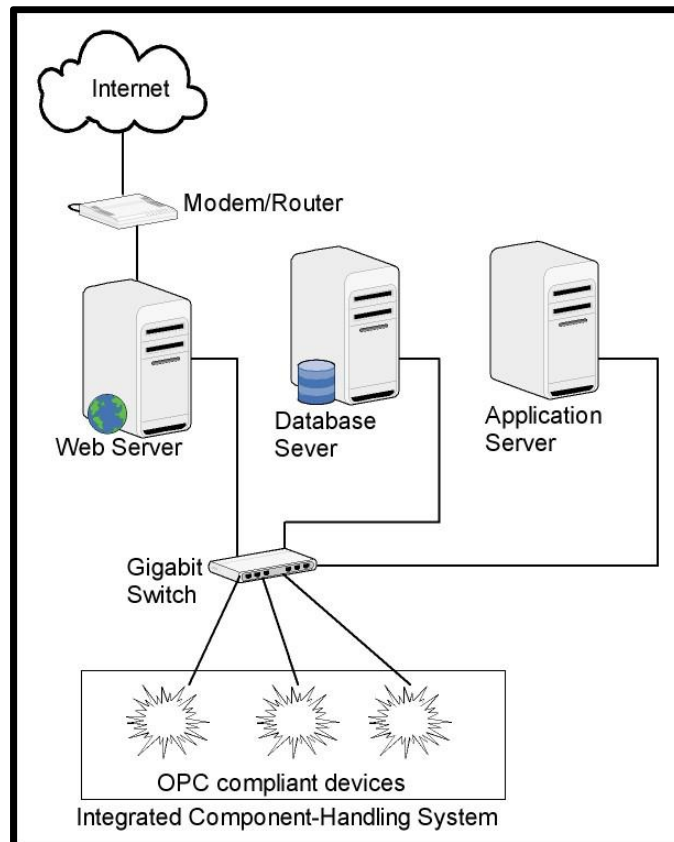 Internet
Modem/Router
Web Server
Database
Sever
Application
Server
Gigabit
Switch
OPC compliant devices
Integrated Component-Handling System